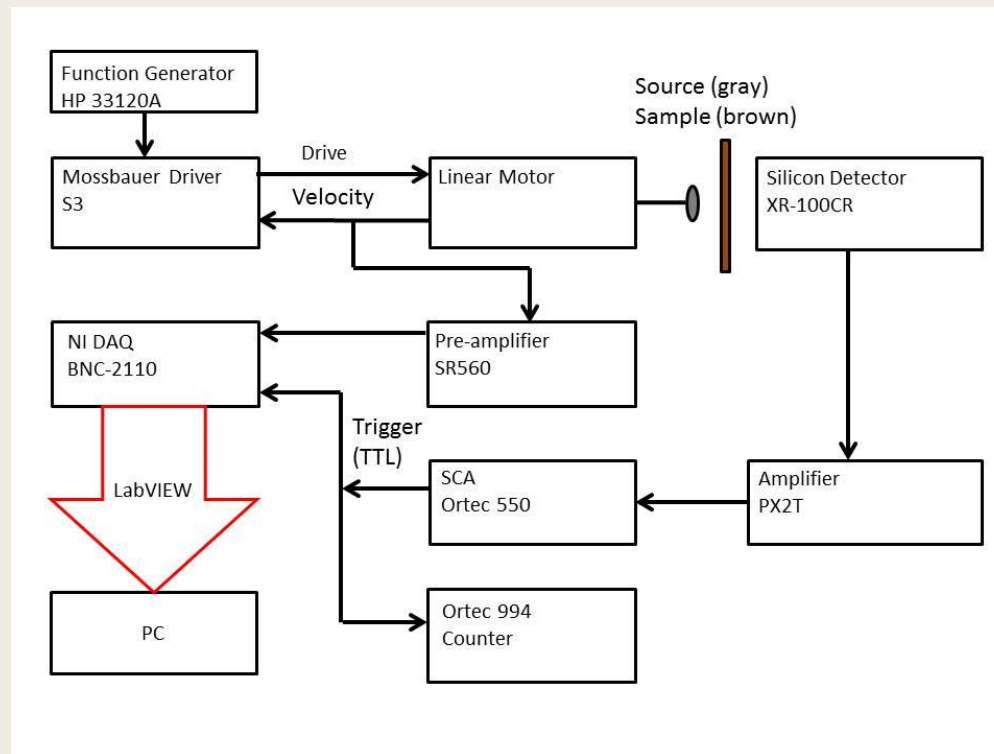 Function Generator
HP 33120A
Source (gray)
Sample (brown)
Drive
Mossbauer Driver
S3
Velocity
Linear Motor
Silicon Detector
XR-100CR
NI DAQ
BNC-2110
Pre-amplifier
SR560
Trigger
(TTL)
LabVIEW
SCA
Ortec 550
Amplifier
PX2T
PC
Ortec 994
Counter